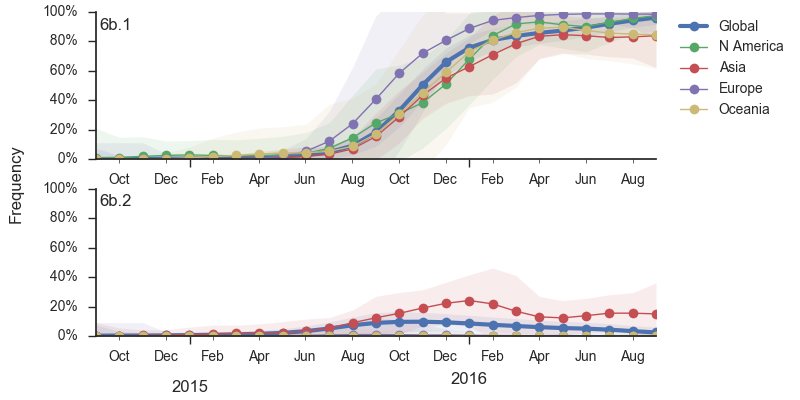 100%
80%
60%
40%
20%
0%
6b.1
Oct Dec Feb Apr Jun Aug Oct Dec Feb Apr Jun Aug
Global
N America
Asia
Europe
Oceania
Frequency
100%
80%
60%
40%
20%
0%
6b.2
Oct Dec Feb Apr Jun Aug Oct Dec Feb Apr Jun Aug
2015 2016